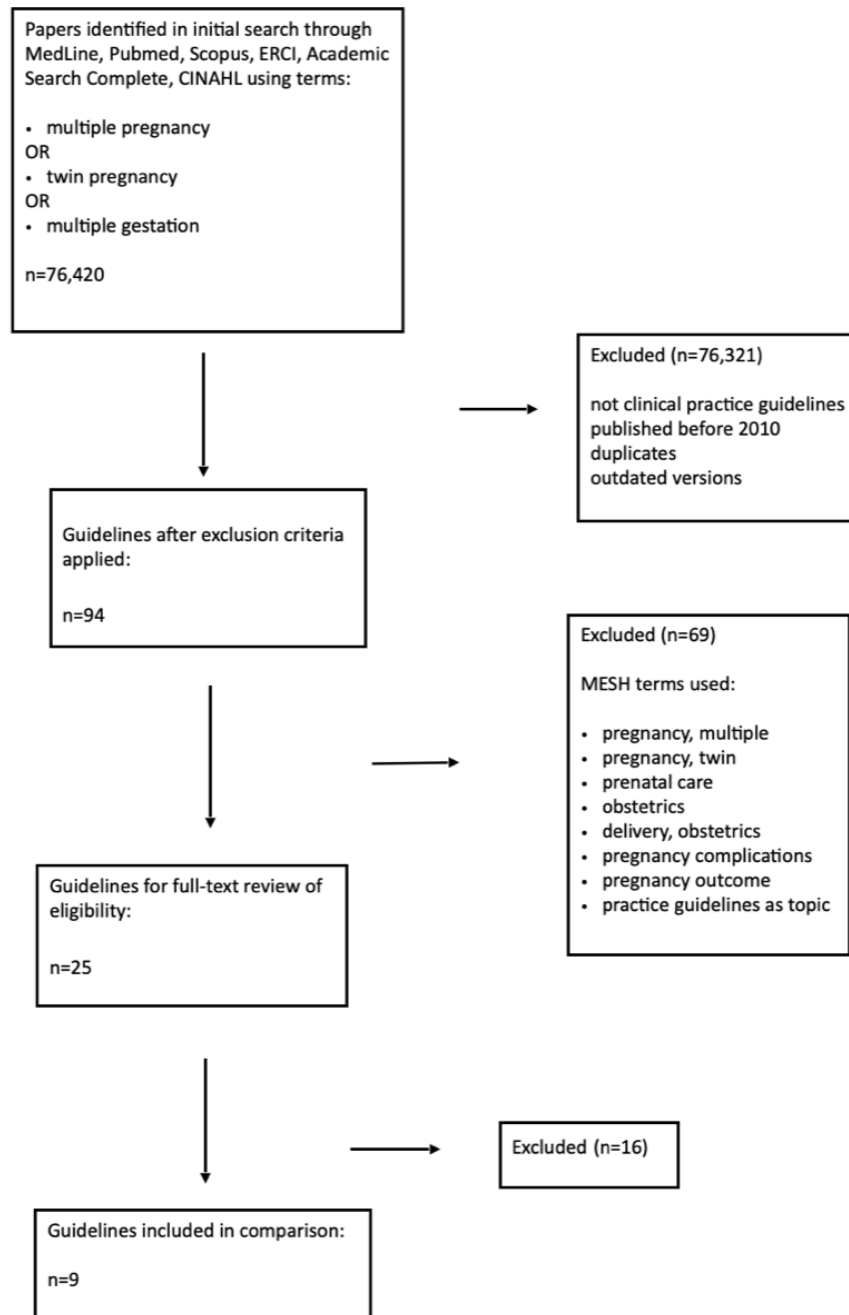 Papers identified in initial search through
MedLine, Pubmed, Scopus, ERCI, Academic
Search Complete, CINAHL using terms:
• multiple pregnancy
OR
• twin pregnancy
OR
• multiple gestation
n=76,420
Excluded (n=76,321)
not clinical practice guidelines
published before 2010
duplicates
outdated versions
Guidelines after exclusion criteria
applied:
n=94
Excluded (n=69)
MESH terms used:
• pregnancy, multiple
• pregnancy, twin
• prenatal care
• obstetrics
• delivery, obstetrics
• pregnancy complications
• pregnancy outcome
• practice guidelines as topic
Guidelines for full-text review of
eligibility:
n=25
Excluded (n=16)
Guidelines included in comparison:
n=9